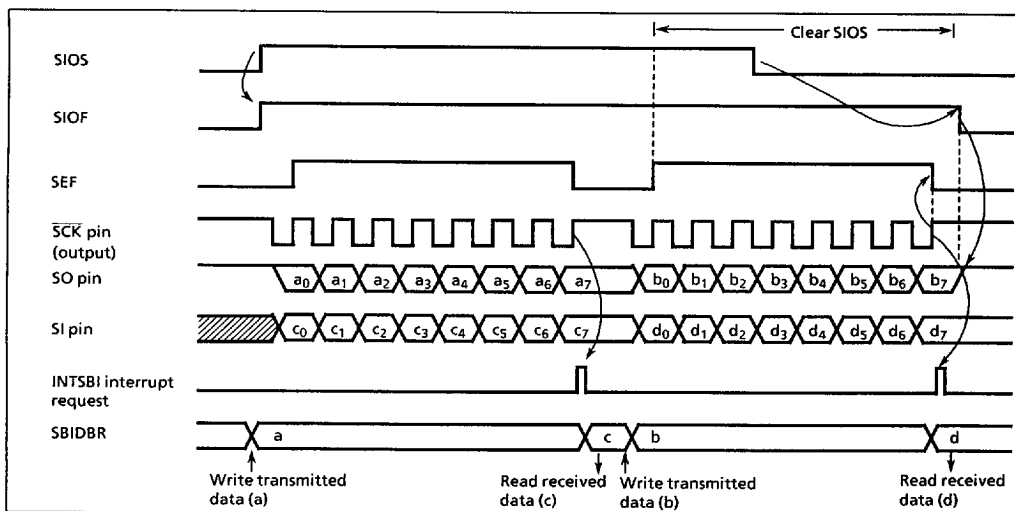 Clear SIOS
SIOS
SIOF
SEF
SCK pin
(output)
SO pin
a0 a1 a2 a3 a4 a5 a6 a7 b0 b1 b2 b3 b4 b5 b6 b7
SI pin
c0 c1 c2 c3 c4 c5 c6 c7 d0 d1 d2 d3 d4 d5 d6 d7
INTSBI interrupt
request
SBIDBR
a c b d
Write transmitted
data (a)
Read received
data (c)
Write transmitted
data (b)
Read received
data (d)